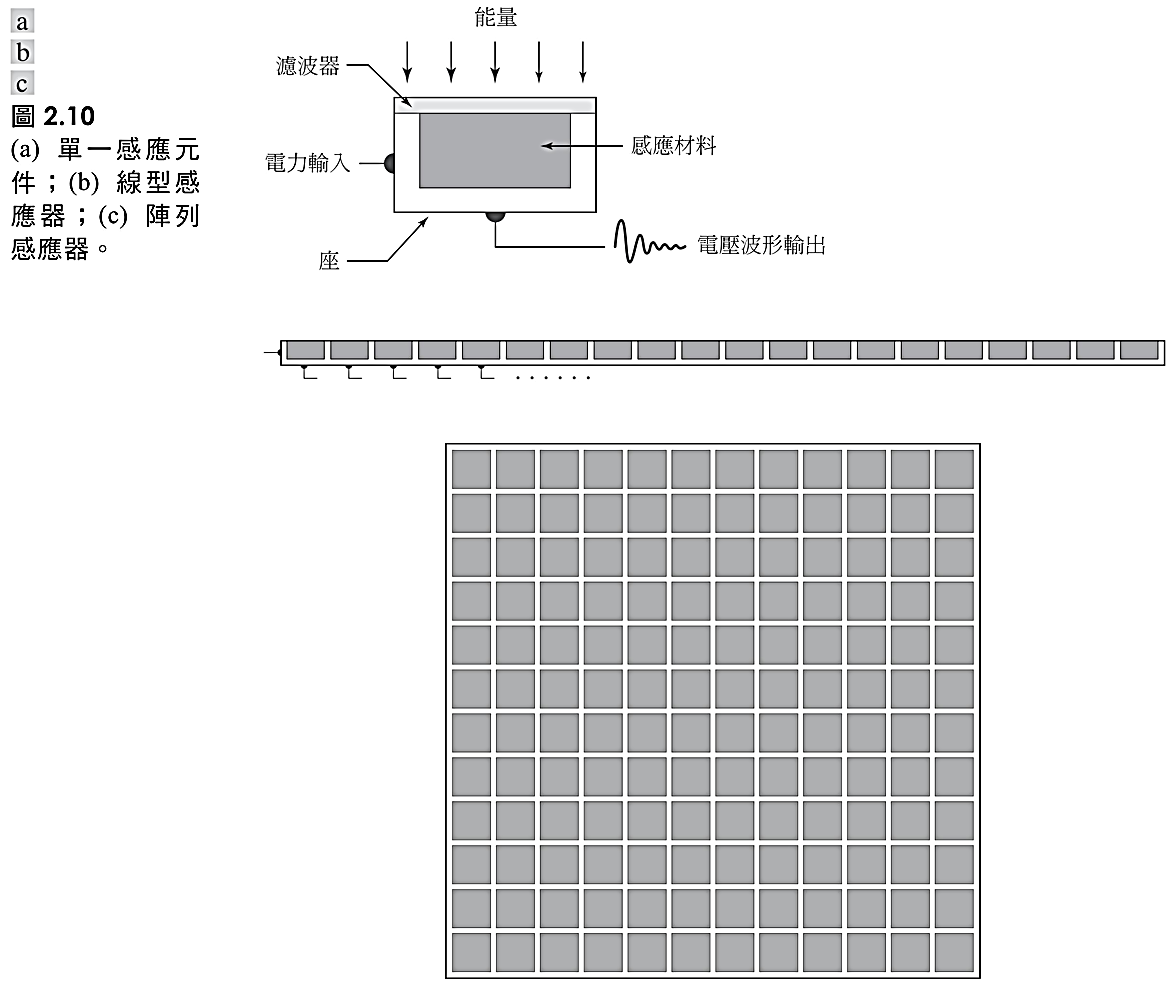 a
b
c
圖 2.10
(a) 單一感應元
件；(b) 線型感
應器；(c) 陣列
感應器。
能量
濾波器
感應材料
電力輸入
電壓波形輸出
座